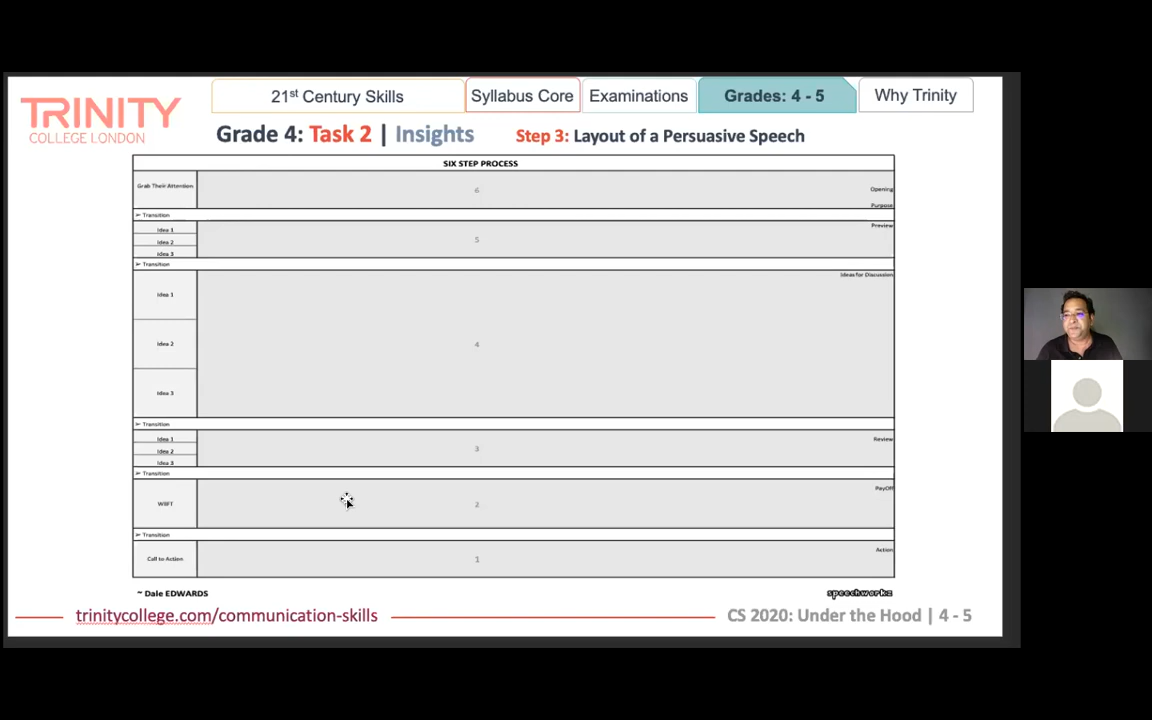 TRINITY
COLLEGE LONDON
21st Century Skills
Syllabus Core
Examinations
Grades: 4 - 5
Why Trinity
Grade 4: Task 2 | Insights
Step 3: Layout of a Persuasive Speech
SIX STEP PROCESS
Grab Their Attention
6
Opening
Purpose
➢ Transition
Idea 1
Idea 2
Idea 3
5
Preview
➢ Transition
Idea 1
Idea 2
Idea 3
4
Ideas for Discussion
➢ Transition
Idea 1
Idea 2
Idea 3
3
Review
➢ Transition
WIIFT
2
PayOff
➢ Transition
Call to Action
1
Action
~ Dale EDWARDS
speechworkz
trinitycollege.com/communication-skills
CS 2020: Under the Hood | 4 - 5